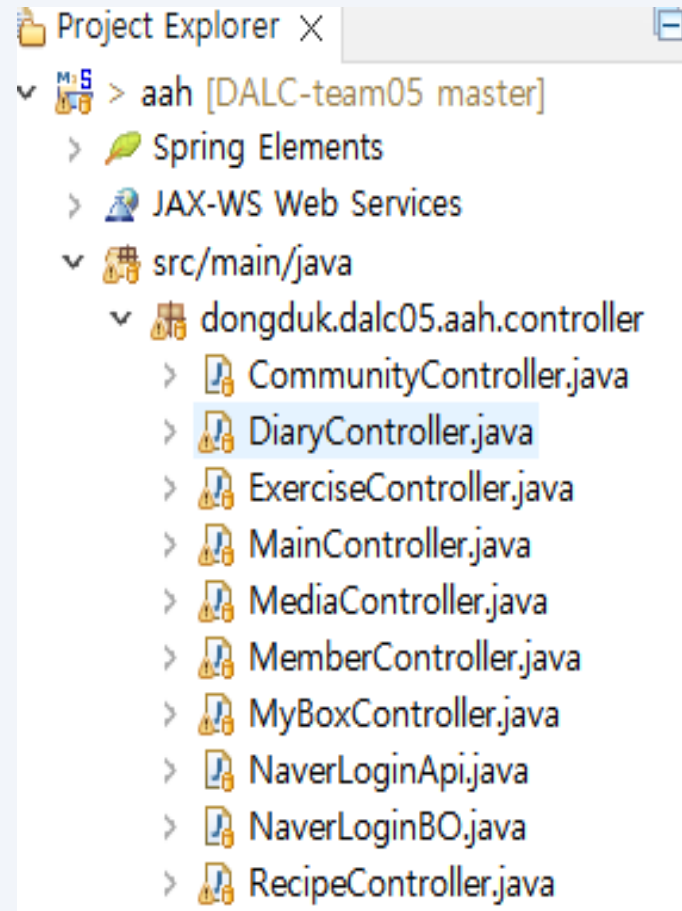 Project Explorer
> aah [DALC-team05 master]
Spring Elements
JAX-WS Web Services
src/main/java
dongduk.dalc05.aah.controller
CommunityController.java
DiaryController.java
ExerciseController.java
MainController.java
MediaController.java
MemberController.java
MyBoxController.java
NaverLoginApi.java
NaverLoginBO.java
RecipeController.java